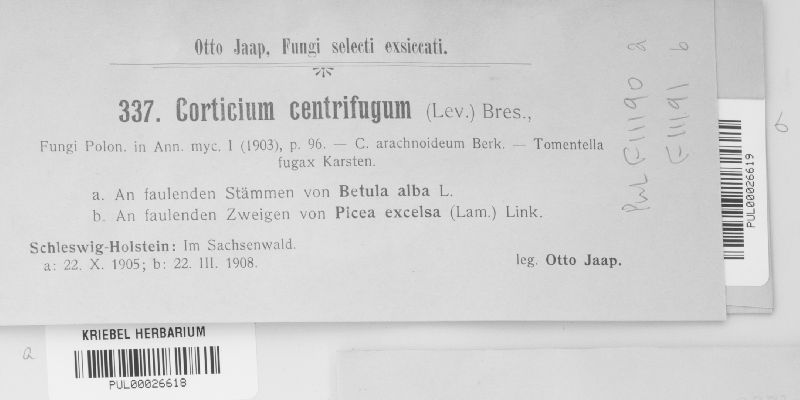 Otto Jaap, Fungi selecti exsiccati.
337. Corticium centrifugum (Lev.) Bres.,
Fungi Polon. in Ann. myc. I (1903), p. 96. — C. arachnoideum Berk. — Tomentella
fugax Karsten.
a. An faulenden Stämmen von Betula alba L.
b. An faulenden Zweigen von Picea excelsa (Lam.) Link.
Schleswig-Holstein: Im Sachsenwald.
a: 22. X. 1905; b: 22. III. 1908.
leg. Otto Jaap.
PUL F11190 a
F11191 b
PUL00026619
b
a
KRIEBEL HERBARIUM
PUL00026618